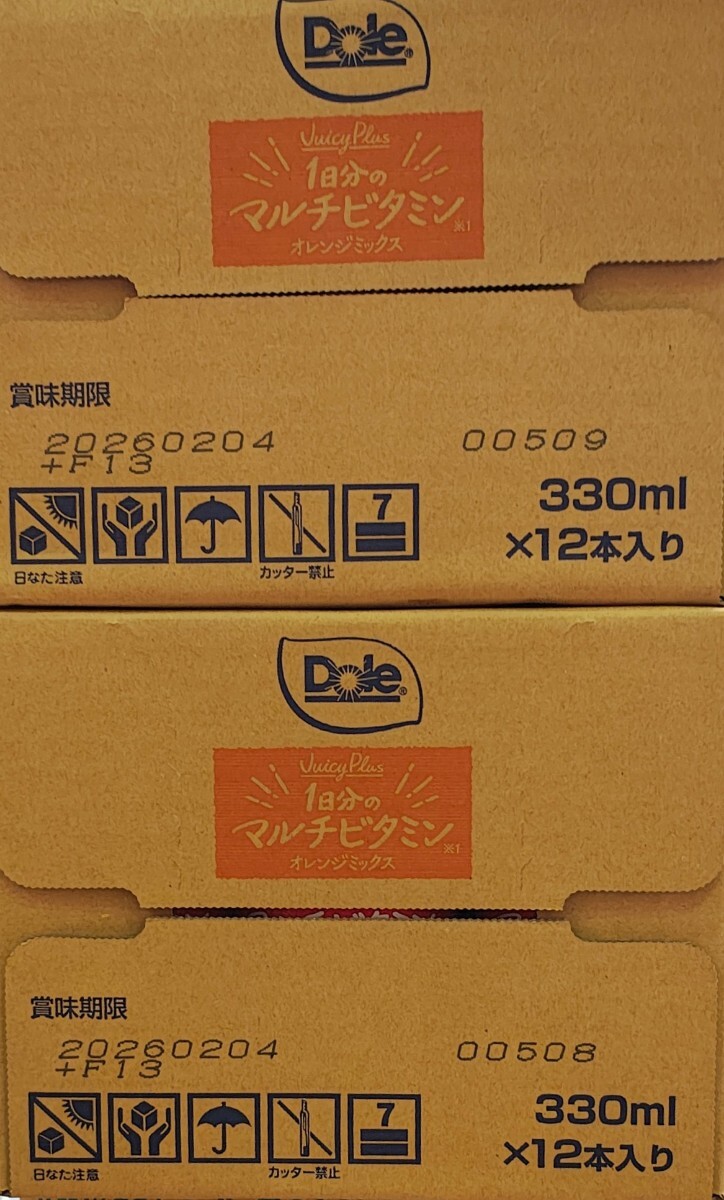 Dole®
Juicy Plus
1日分の
マルチビタミン※1
オレンジミックス
賞味期限
20260204 00509
+F13
7
330ml
×12本入り
日なた注意 カッター禁止
Dole®
Juicy Plus
1日分の
マルチビタミン※1
オレンジミックス
賞味期限
20260204 00508
+F13
7
330ml
×12本入り
日なた注意 カッター禁止